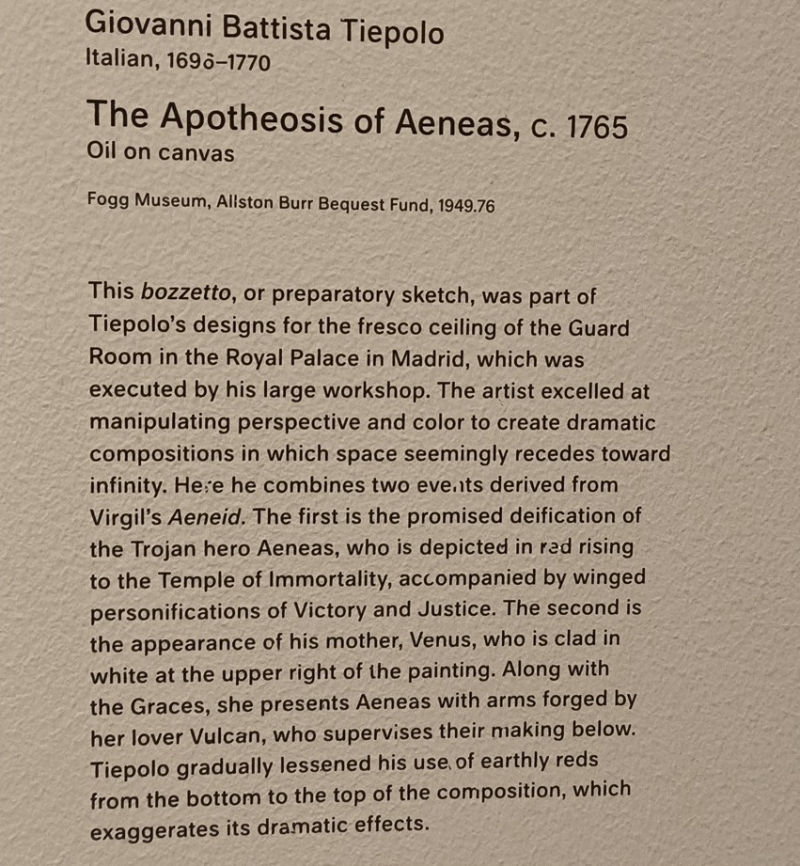 Giovanni Battista Tiepolo
Italian, 1696–1770
The Apotheosis of Aeneas, c. 1765
Oil on canvas
Fogg Museum, Allston Burr Bequest Fund, 1949.76
This bozzetto, or preparatory sketch, was part of
Tiepolo's designs for the fresco ceiling of the Guard
Room in the Royal Palace in Madrid, which was
executed by his large workshop. The artist excelled at
manipulating perspective and color to create dramatic
compositions in which space seemingly recedes toward
infinity. Here he combines two events derived from
Virgil's Aeneid. The first is the promised deification of
the Trojan hero Aeneas, who is depicted in red rising
to the Temple of Immortality, accompanied by winged
personifications of Victory and Justice. The second is
the appearance of his mother, Venus, who is clad in
white at the upper right of the painting. Along with
the Graces, she presents Aeneas with arms forged by
her lover Vulcan, who supervises their making below.
Tiepolo gradually lessened his use of earthly reds
from the bottom to the top of the composition, which
exaggerates its dramatic effects.